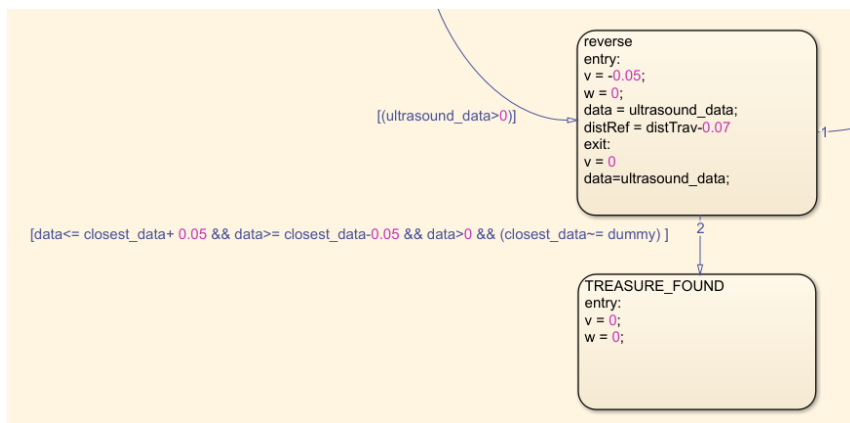 reverse
entry:
v = -0.05;
w = 0;
data = ultrasound_data;
distRef = distTrav-0.07
exit:
v = 0
data=ultrasound_data;
[(ultrasound_data>0)]
1
[data<= closest_data+ 0.05 && data>= closest_data-0.05 && data>0 && (closest_data~= dummy) ]
2
TREASURE_FOUND
entry:
v = 0;
w = 0;